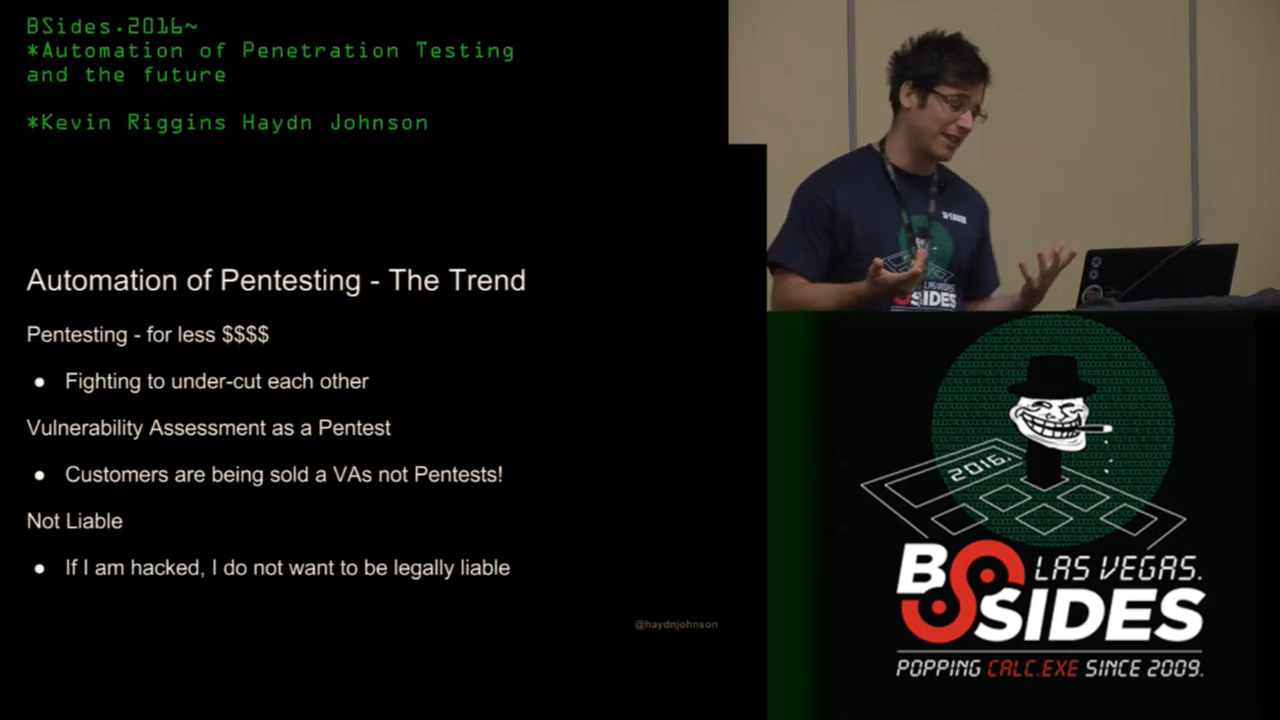 BSides.2016~
*Automation of Penetration Testing
and the future
*Kevin Riggins Haydn Johnson
Automation of Pentesting - The Trend
Pentesting - for less $$$$
● Fighting to under-cut each other
Vulnerability Assessment as a Pentest
● Customers are being sold a VAs not Pentests!
Not Liable
● If I am hacked, I do not want to be legally liable
@haydnjohnson
LAS VEGAS.
SIDES
2016.
BSIDES LAS VEGAS.
POPPING CALC.EXE SINCE 2009.